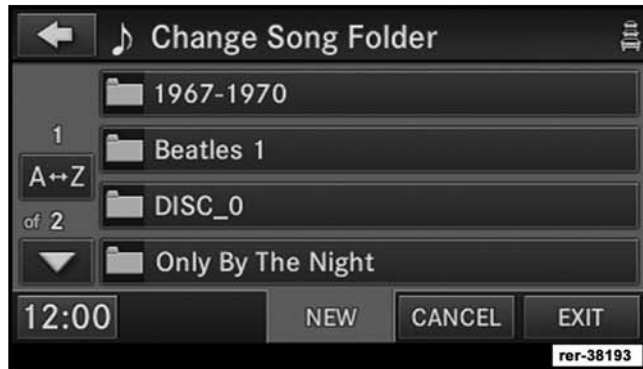 Change Song Folder
1967-1970
1
Beatles 1
A↔Z
DISC_0
of 2
Only By The Night
12:00 NEW CANCEL EXIT
rer-38193